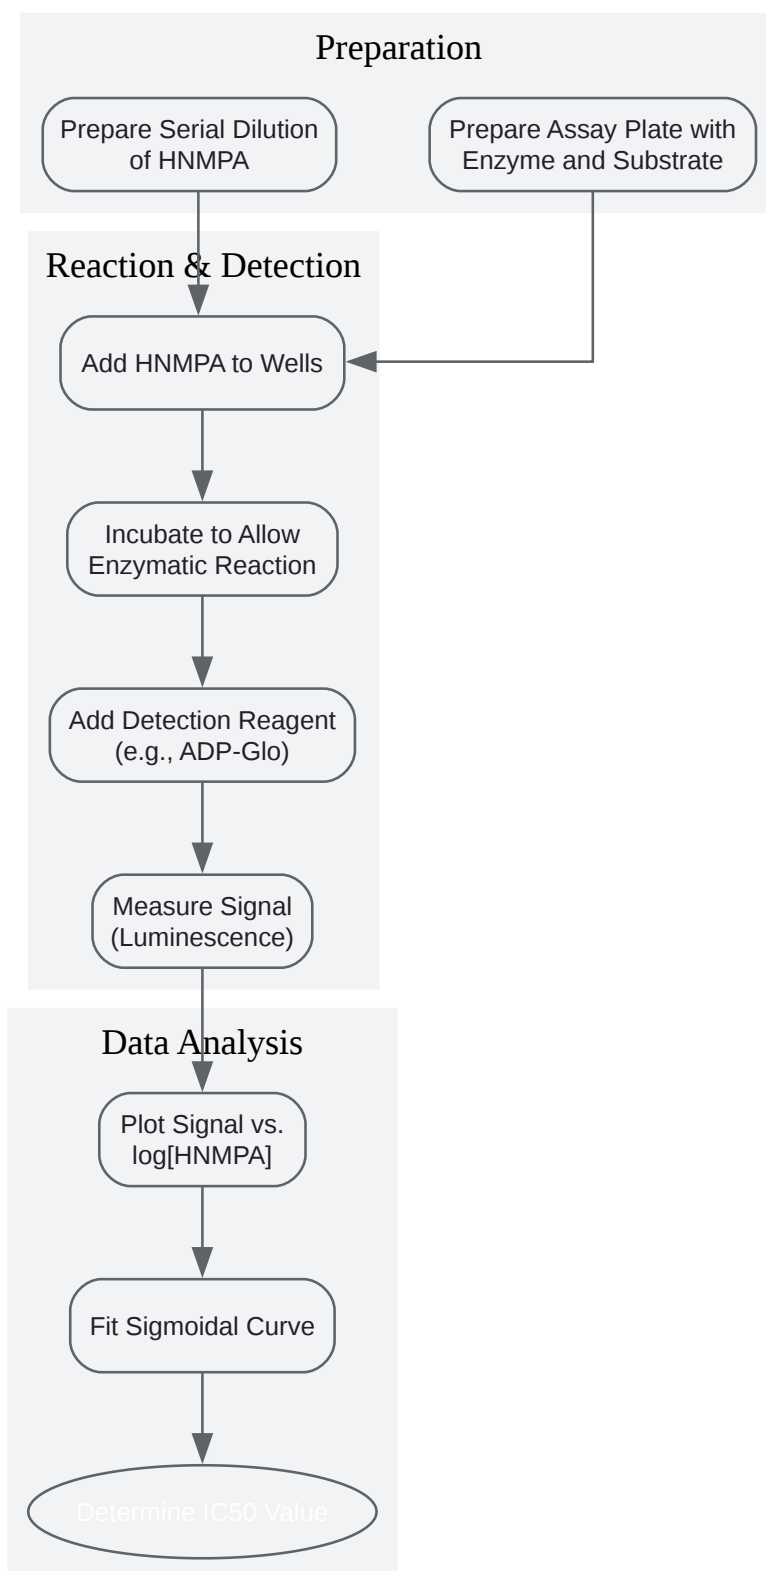 Preparation
Prepare Serial Dilution
of HNMPA
Prepare Assay Plate with
Enzyme and Substrate
Reaction & Detection
Add HNMPA to Wells
Incubate to Allow
Enzymatic Reaction
Add Detection Reagent
(e.g., ADP-Glo)
Measure Signal
(Luminescence)
Data Analysis
Plot Signal vs.
log[HNMPA]
Fit Sigmoidal Curve
Determine IC50 Value